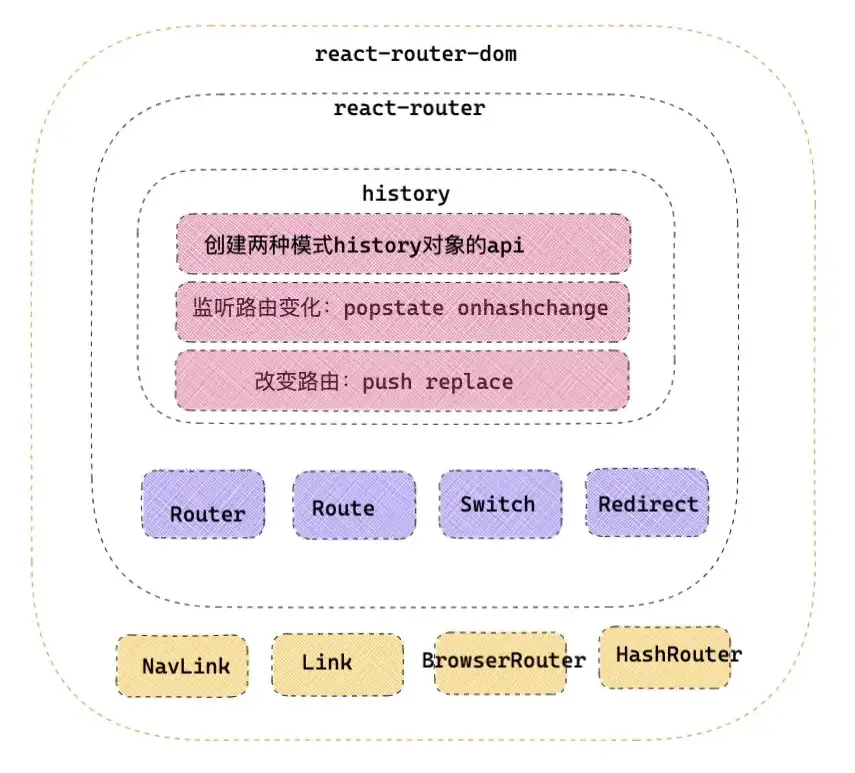 react-router-dom
react-router
history
创建两种模式history对象的api
监听路由变化：popstate onhashchange
改变路由：push replace
Router
Route
Switch
Redirect
NavLink
Link
BrowserRouter
HashRouter